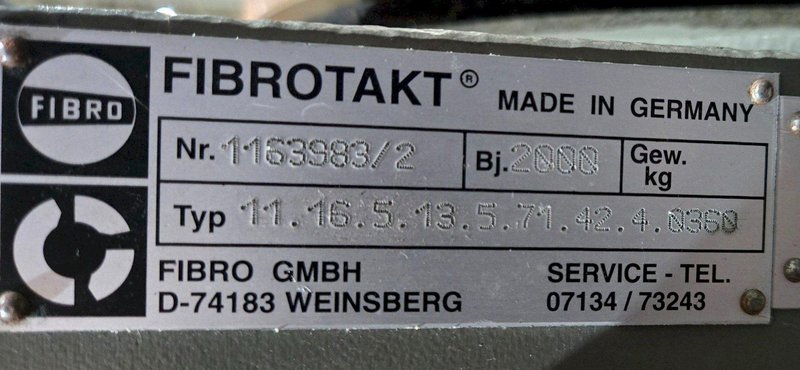 FIBRO
FIBROTAKT® MADE IN GERMANY
Nr. 1163983/2 Bj. 2000 Gew. kg
Typ 11.16.5.13.5.71.42.4.0360
FIBRO GMBH SERVICE - TEL.
D-74183 WEINSBERG 07134 / 73243